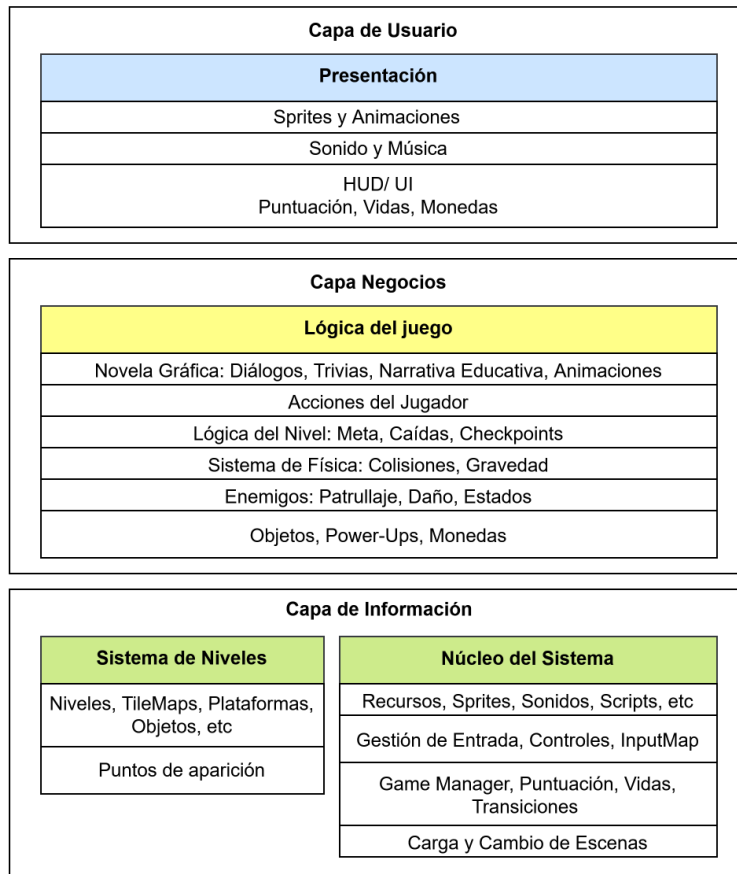 Capa de Usuario
Presentación
Sprites y Animaciones
Sonido y Música
HUD/ UI
Puntuación, Vidas, Monedas
Capa Negocios
Lógica del juego
Novela Gráfica: Diálogos, Trivias, Narrativa Educativa, Animaciones
Acciones del Jugador
Lógica del Nivel: Meta, Caídas, Checkpoints
Sistema de Física: Colisiones, Gravedad
Enemigos: Patrullaje, Daño, Estados
Objetos, Power-Ups, Monedas
Capa de Información
Sistema de Niveles
Niveles, TileMaps, Plataformas,
Objetos, etc
Puntos de aparición
Núcleo del Sistema
Recursos, Sprites, Sonidos, Scripts, etc
Gestión de Entrada, Controles, InputMap
Game Manager, Puntuación, Vidas,
Transiciones
Carga y Cambio de Escenas